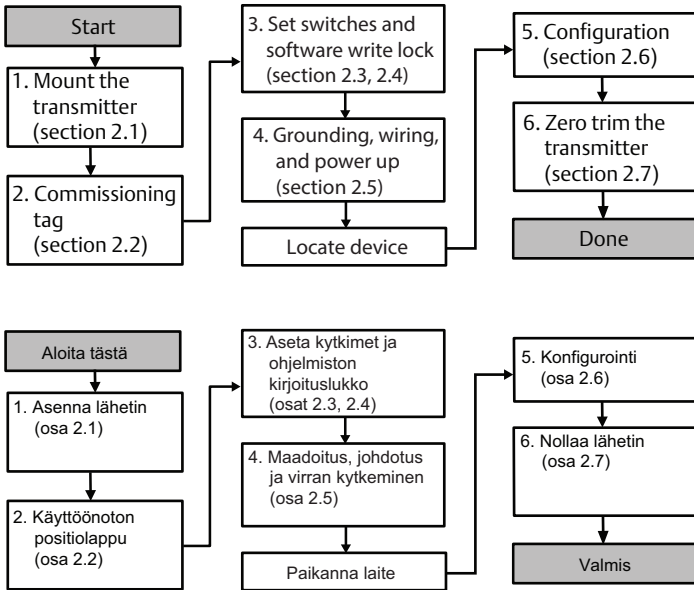 Start
1. Mount the
transmitter
(section 2.1)
2. Commissioning
tag
(section 2.2)
3. Set switches and
software write lock
(section 2.3, 2.4)
4. Grounding, wiring,
and power up
(section 2.5)
Locate device
5. Configuration
(section 2.6)
6. Zero trim the
transmitter
(section 2.7)
Done
Aloita tästä
1. Asenna lähetin
(osa 2.1)
2. Käyttöönoton
positiolappu
(osa 2.2)
3. Aseta kytkimet ja
ohjelmiston
kirjoituslukko
(osat 2.3, 2.4)
4. Maadoitus, johdotus
ja virran kytkeminen
(osa 2.5)
Paikanna laite
5. Konfigurointi
(osa 2.6)
6. Nollaa lähetin
(osa 2.7)
Valmis